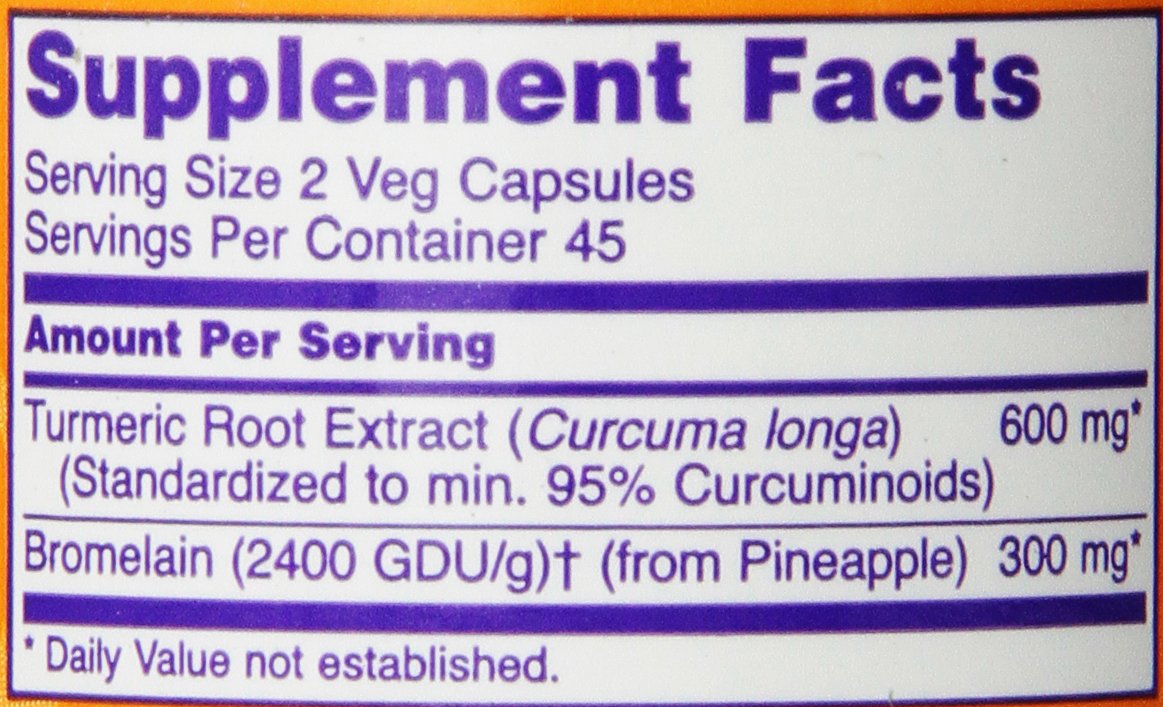 Supplement Facts
Serving Size 2 Veg Capsules
Servings Per Container 45
Amount Per Serving
Turmeric Root Extract (Curcuma longa) 600 mg*
(Standardized to min. 95% Curcuminoids)
Bromelain (2400 GDU/g)† (from Pineapple) 300 mg*
* Daily Value not established.